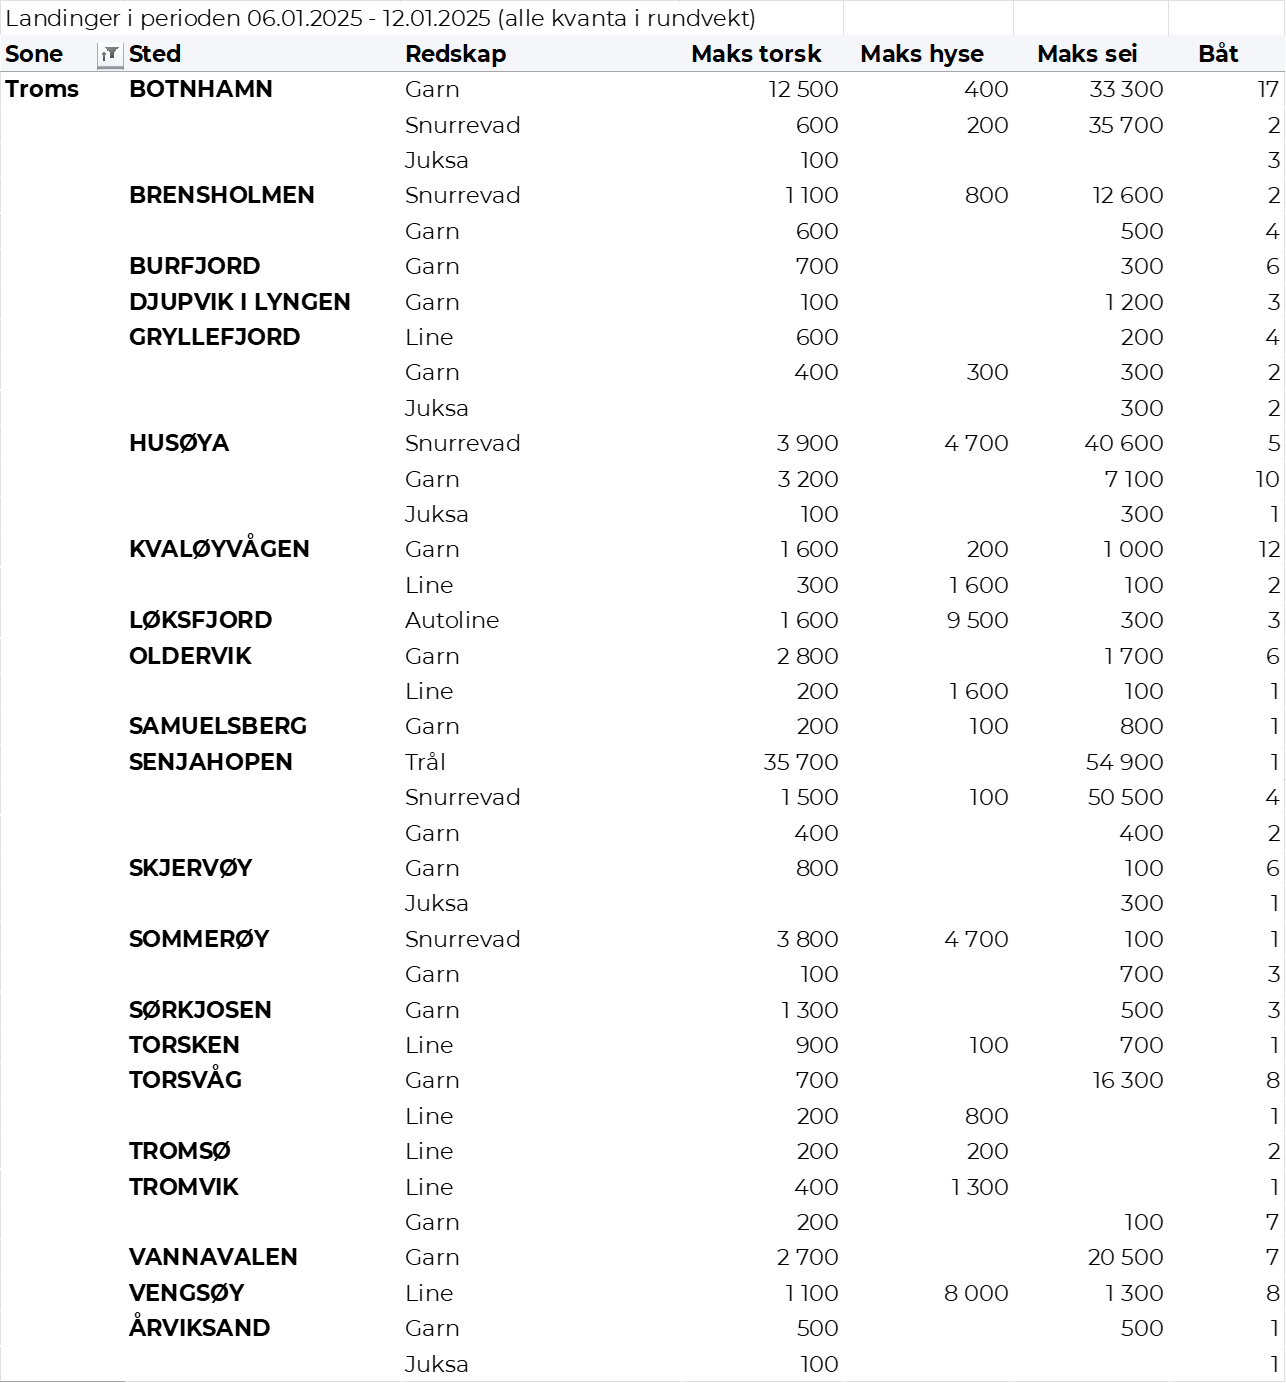 Landinger i perioden 06.01.2025 - 12.01.2025 (alle kvanta i rundvekt)
Sone Sted Redskap Maks torsk Maks hyse Maks sei Båt
Troms BOTNHAMN Garn 12 500 400 33 300 17
Snurrevad 600 200 35 700 2
Juksa 100 3
BRENSHOLMEN Snurrevad 1 100 800 12 600 2
Garn 600 500 4
BURFJORD Garn 700 300 6
DJUPVIK I LYNGEN Garn 100 1 200 3
GRYLLEFJORD Line 600 200 4
Garn 400 300 300 2
Juksa 300 2
HUSØYA Snurrevad 3 900 4 700 40 600 5
Garn 3 200 7 100 10
Juksa 100 300 1
KVALØYVÅGEN Garn 1 600 200 1 000 12
Line 300 1 600 100 2
LØKSFJORD Autoline 1 600 9 500 300 3
OLDERVIK Garn 2 800 1 700 6
Line 200 1 600 100 1
SAMUELSBERG Garn 200 100 800 1
SENJAHOPEN Trål 35 700 54 900 1
Snurrevad 1 500 100 50 500 4
Garn 400 400 2
SKJERVØY Garn 800 100 6
Juksa 300 1
SOMMERØY Snurrevad 3 800 4 700 100 1
Garn 100 700 3
SØRKJOSEN Garn 1 300 500 3
TORSKEN Line 900 100 700 1
TORSVÅG Garn 700 16 300 8
Line 200 800 1
TROMSØ Line 200 200 2
TROMVIK Line 400 1 300 1
Garn 200 100 7
VANNAVALEN Garn 2 700 20 500 7
VENGSØY Line 1 100 8 000 1 300 8
ÅRVIKSAND Garn 500 500 1
Juksa 100 1